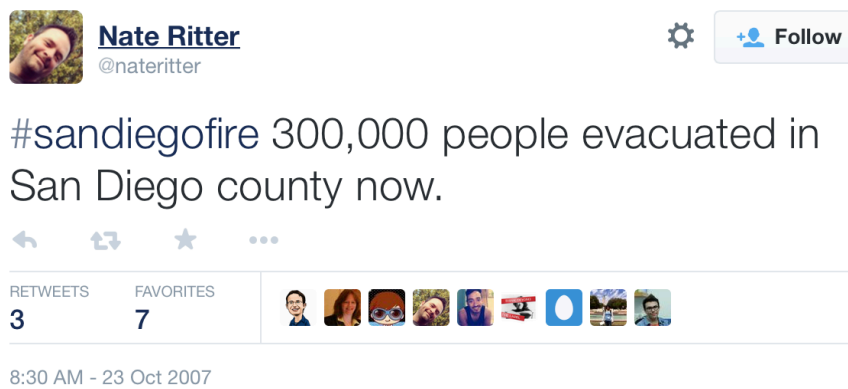 Nate Ritter
@nateritter
Follow
#sandiegofire 300,000 people evacuated in
San Diego county now.
RETWEETS FAVORITES
3 7
8:30 AM - 23 Oct 2007